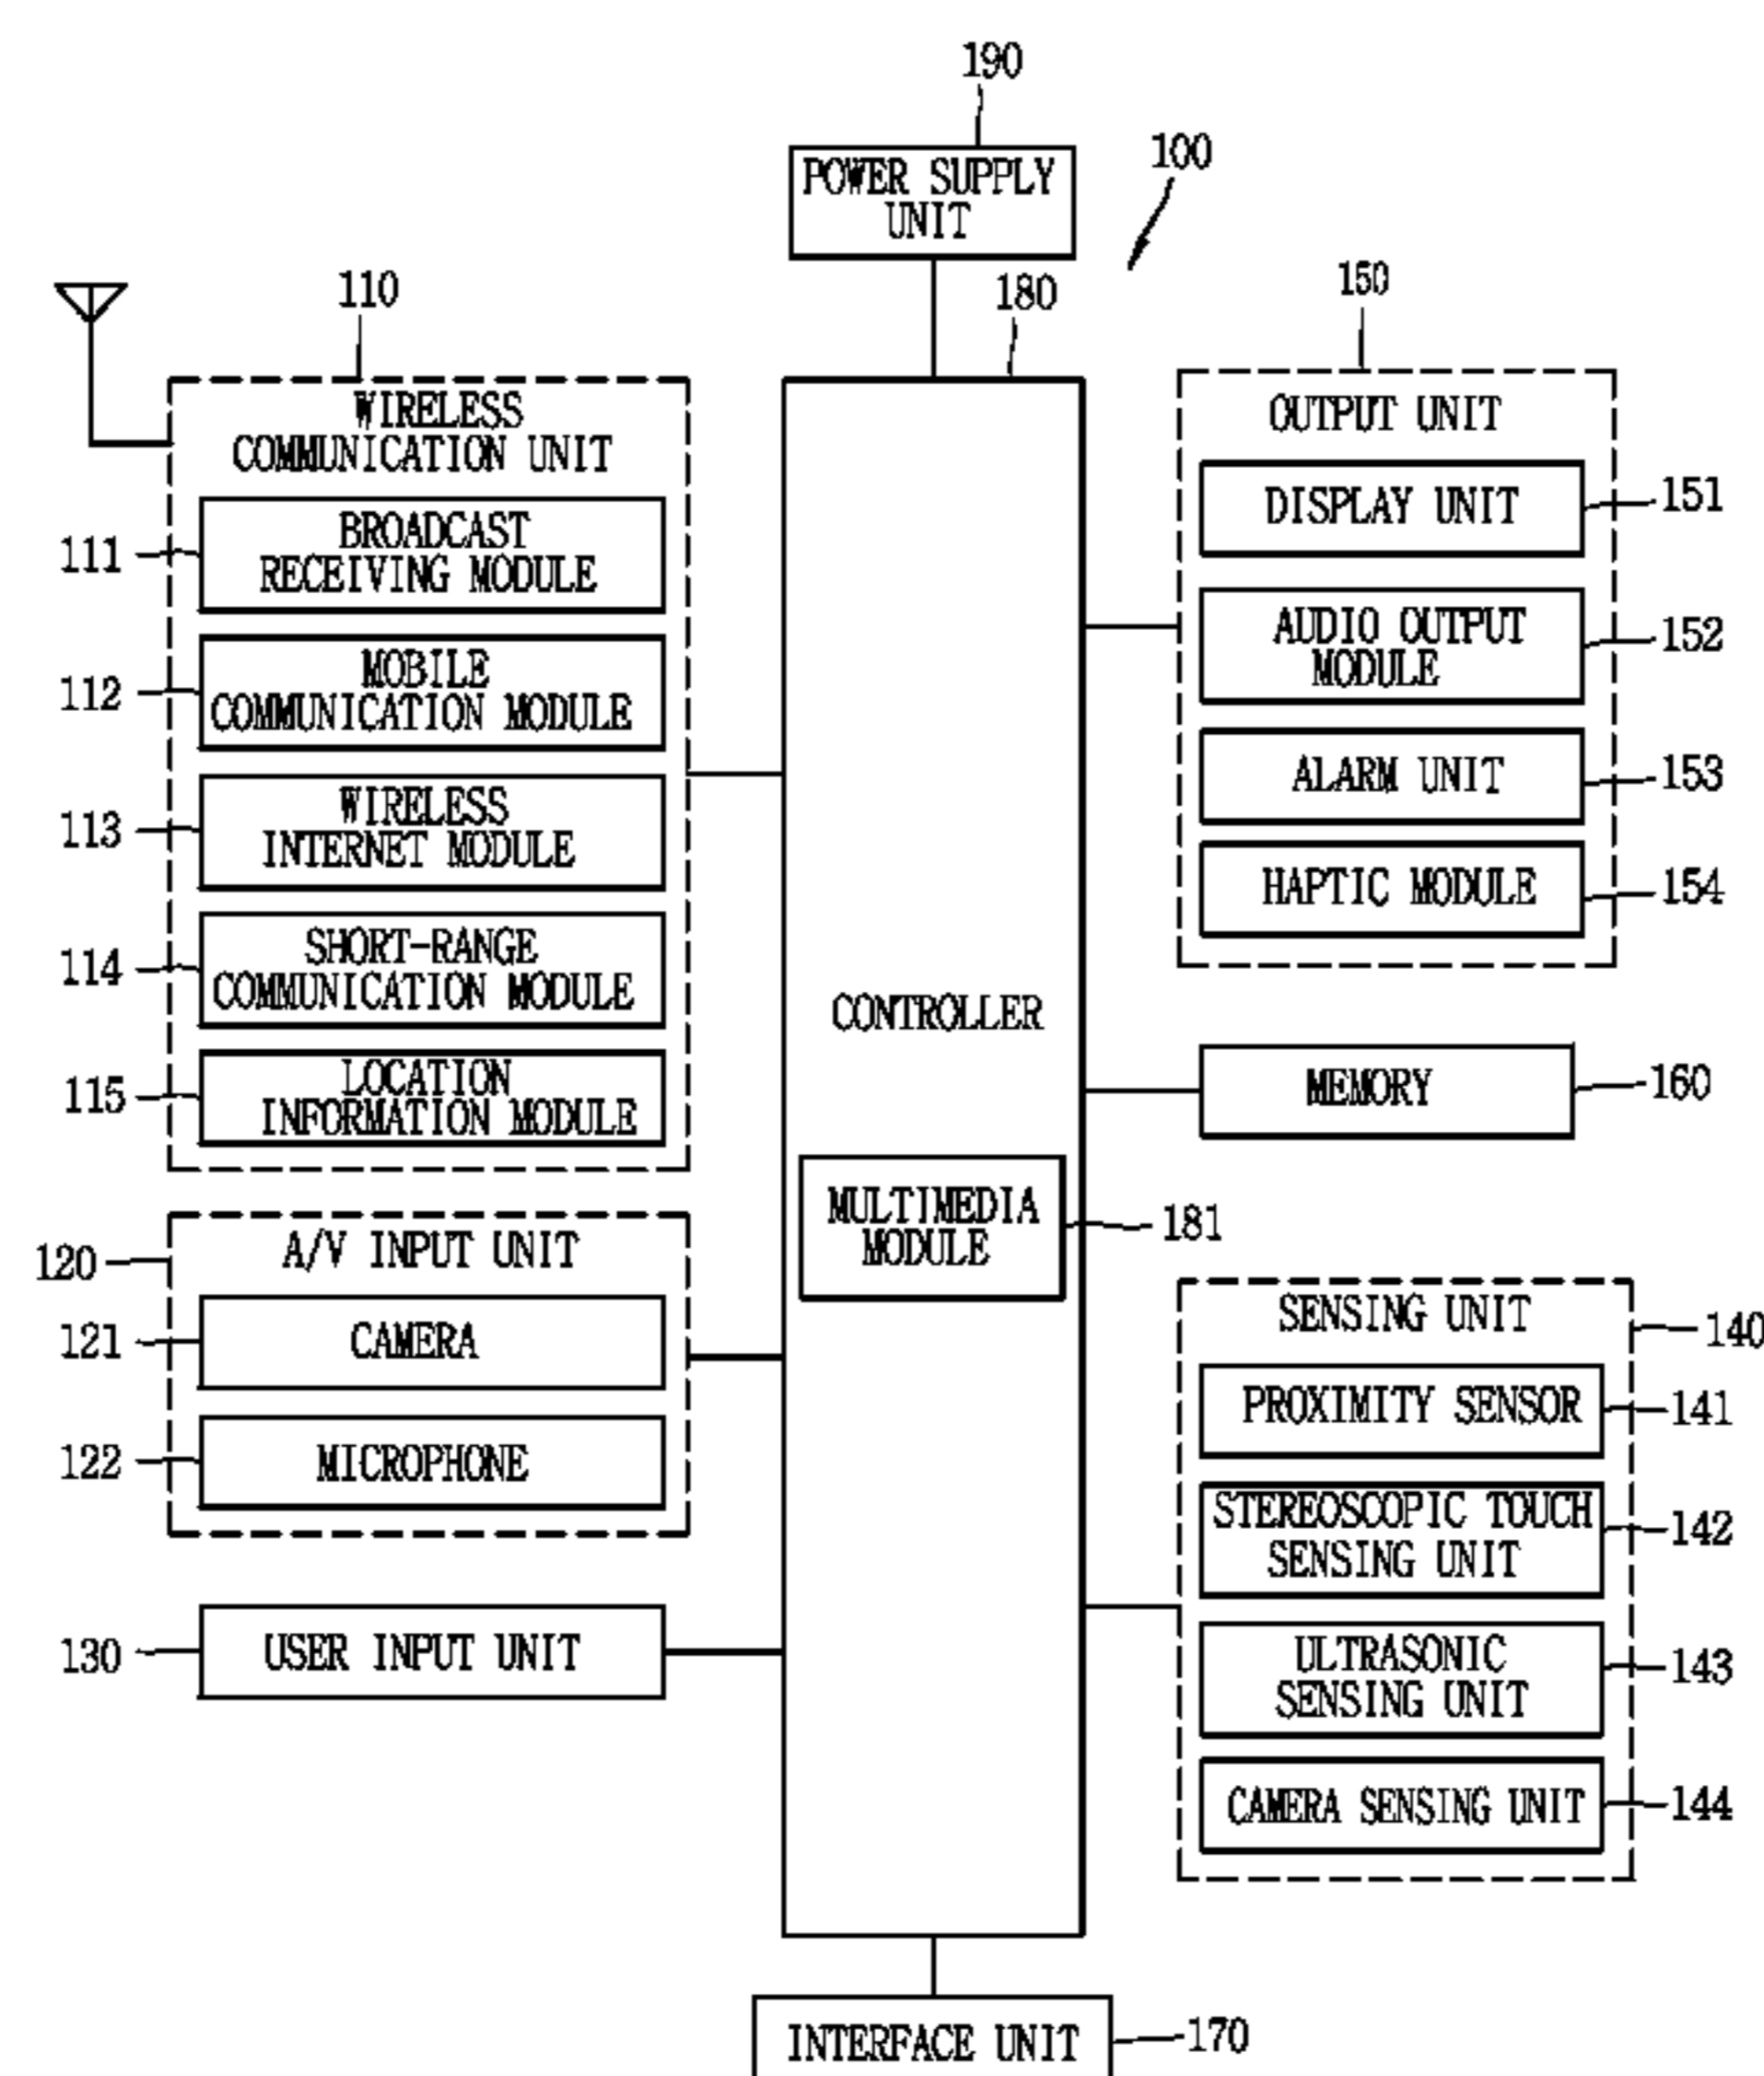 190
POWER SUPPLY
UNIT
100
180
110
WIRELESS
COMMUNICATION UNIT
111
BROADCAST
RECEIVING MODULE
112
MOBILE
COMMUNICATION MODULE
113
WIRELESS
INTERNET MODULE
114
SHORT-RANGE
COMMUNICATION MODULE
115
LOCATION
INFORMATION MODULE
120
A/V INPUT UNIT
121
CAMERA
122
MICROPHONE
130
USER INPUT UNIT
CONTROLLER
MULTIMEDIA
MODULE
181
150
OUTPUT UNIT
DISPLAY UNIT
151
AUDIO OUTPUT
MODULE
152
ALARM UNIT
153
HAPTIC MODULE
154
MEMORY
160
SENSING UNIT
140
PROXIMITY SENSOR
141
STEREOSCOPIC TOUCH
SENSING UNIT
142
ULTRASONIC
SENSING UNIT
143
CAMERA SENSING UNIT
144
INTERFACE UNIT
170